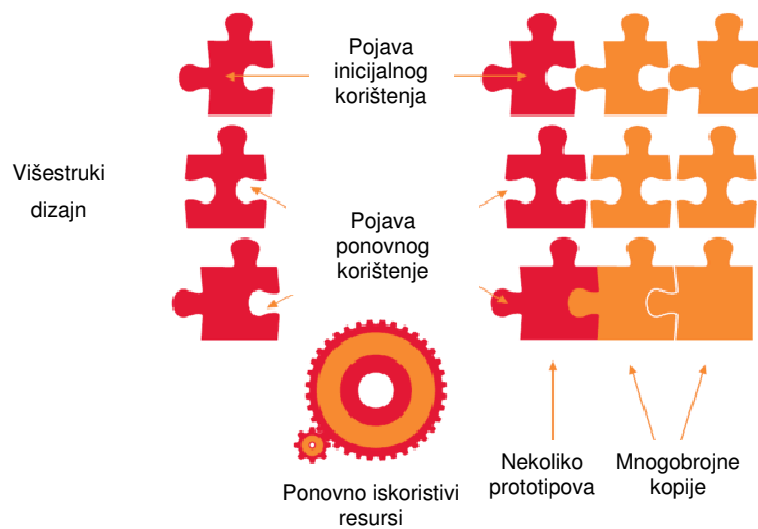 Pojava
inicijalnog
korištenja
Višestruki
dizajn
Pojava
ponovnog
korištenje
Ponovno iskoristivi
resursi
Nekoliko
prototipova
Mnogobrojne
kopije